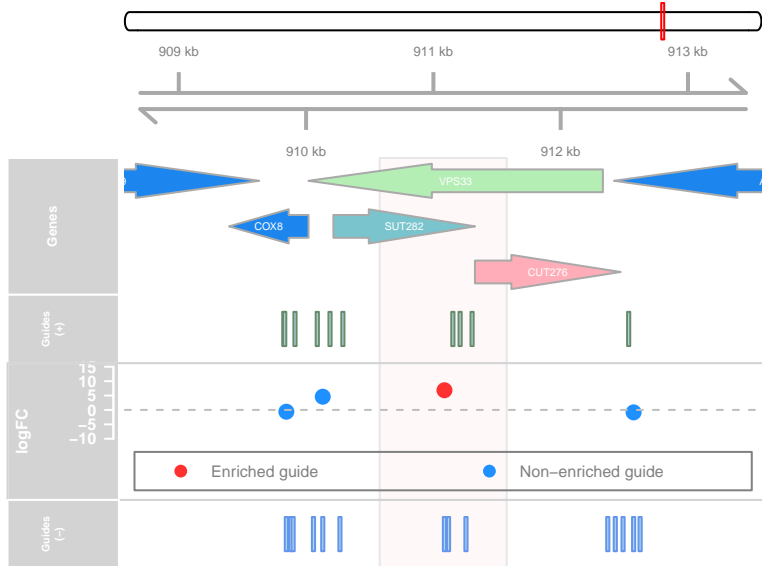 909 kb 911 kb 913 kb
910 kb 912 kb
Genes
VPS33
COX8 SUT282
CUT276
Guides
(+)
logFC
15
10
5
0
−5
−10
Enriched guide Non−enriched guide
Guides
(−)